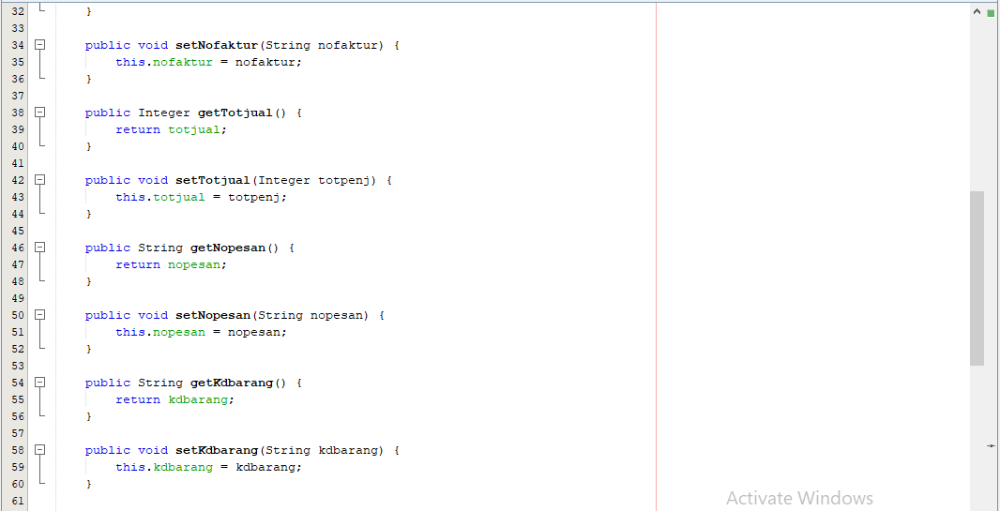 32 }
33
34 public void setNofaktur(String nofaktur) {
35 this.nofaktur = nofaktur;
36 }
37
38 public Integer getTotjual() {
39 return totjual;
40 }
41
42 public void setTotjual(Integer totpenj) {
43 this.totjual = totpenj;
44 }
45
46 public String getNopesan() {
47 return nopesan;
48 }
49
50 public void setNopesan(String nopesan) {
51 this.nopesan = nopesan;
52 }
53
54 public String getKdbarang() {
55 return kdbarang;
56 }
57
58 public void setKdbarang(String kdbarang) {
59 this.kdbarang = kdbarang;
60 }
61
Activate Windows